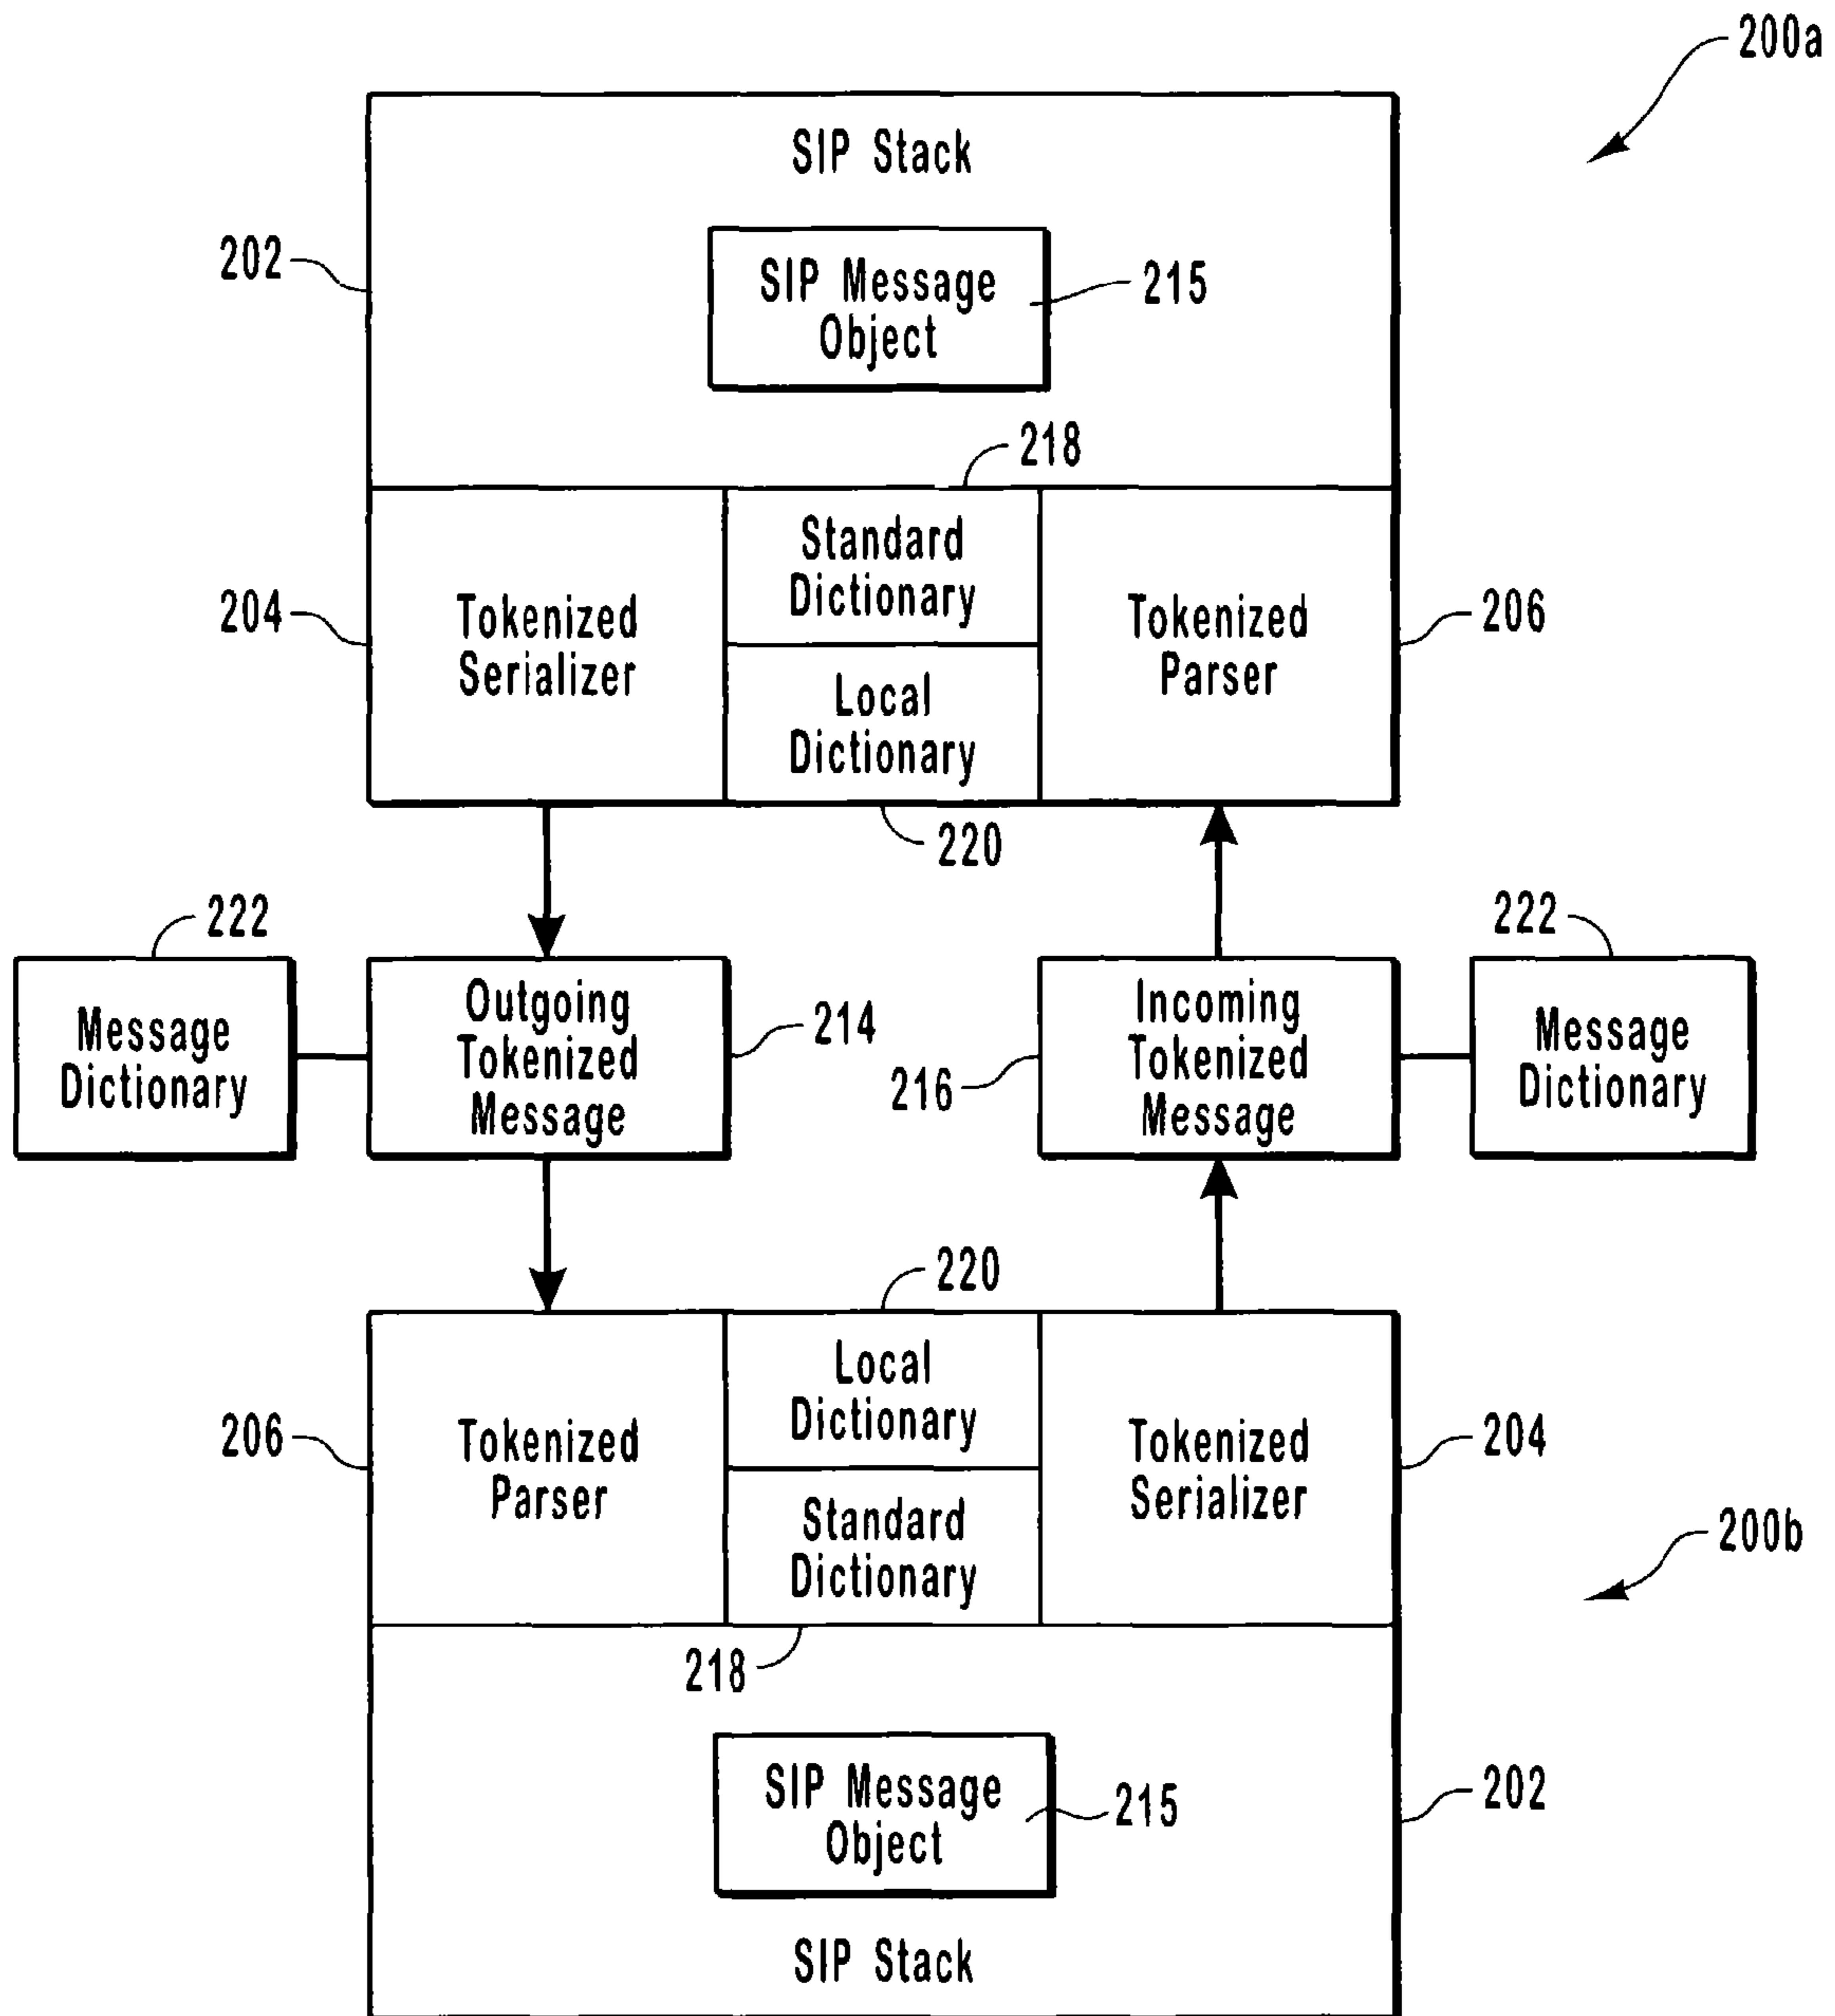 200a
SIP Stack
202
SIP Message
Object
215
218
Standard
Dictionary
204
Tokenized
Serializer
Tokenized
Parser
206
Local
Dictionary
220
222
222
Message
Dictionary
Outgoing
Tokenized
Message
214
216
Incoming
Tokenized
Message
Message
Dictionary
220
Local
Dictionary
206
Tokenized
Parser
Tokenized
Serializer
204
Standard
Dictionary
200b
218
SIP Message
Object
215
202
SIP Stack